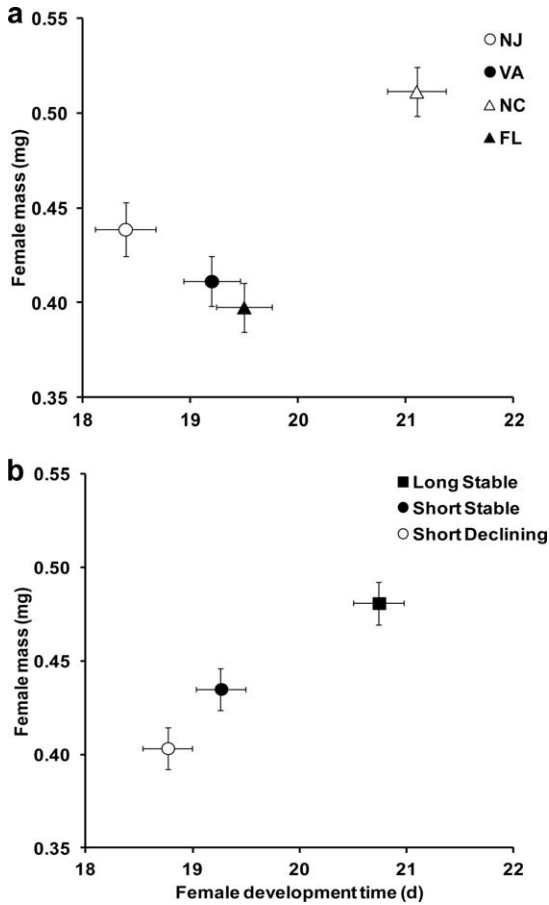 a
0.55
0.50
0.45
0.40
0.35
Female mass (mg)
NJ
VA
NC
FL
18 19 20 21 22
b
0.55
0.50
0.45
0.40
0.35
Female mass (mg)
Long Stable
Short Stable
Short Declining
18 19 20 21 22
Female development time (d)